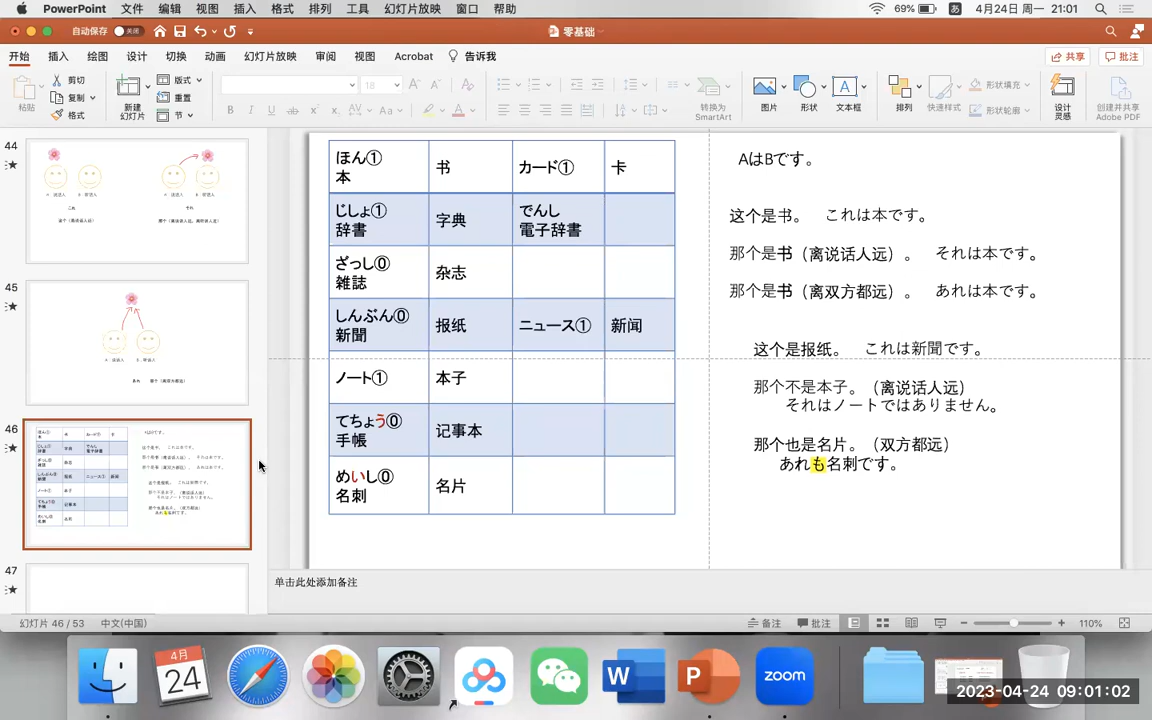 PowerPoint 文件 编辑 视图 插入 格式 排列 工具 幻灯片放映 窗口 帮助 69% あ 4月24日 周一 21:01
自动保存 关闭 零基础
开始 插入 绘图 设计 切换 动画 幻灯片放映 审阅 视图 Acrobat 告诉我 共享 批注
粘贴 剪切 复制 格式 新建幻灯片 版式 重置 节 18 转换为 SmartArt 图片 形状 文本框 排列 快速样式 形状填充 形状轮廓 设计灵感 创建并共享 Adobe PDF
44
45
46
47
ほん① 本 书 カード① 卡
じしょ① 辞書 字典 でんし 電子辞書
ざっし⓪ 雑誌 杂志
しんぶん⓪ 新聞 报纸 ニュース① 新闻
ノート① 本子
てちょう⓪ 手帳 记事本
めいし⓪ 名刺 名片
AはBです。
这个是书。 これは本です。
那个是书（离说话人远）。 それは本です。
那个是书（离双方都远）。 あれは本です。
这个是报纸。 これは新聞です。
那个不是本子。（离说话人远）
それはノートではありません。
那个也是名片。（双方都远）
あれも名刺です。
单击此处添加备注
幻灯片 46 / 53 中文(中国) 备注 批注 110%
4月
24
W
P
zoom
2023-04-24 09:01:02